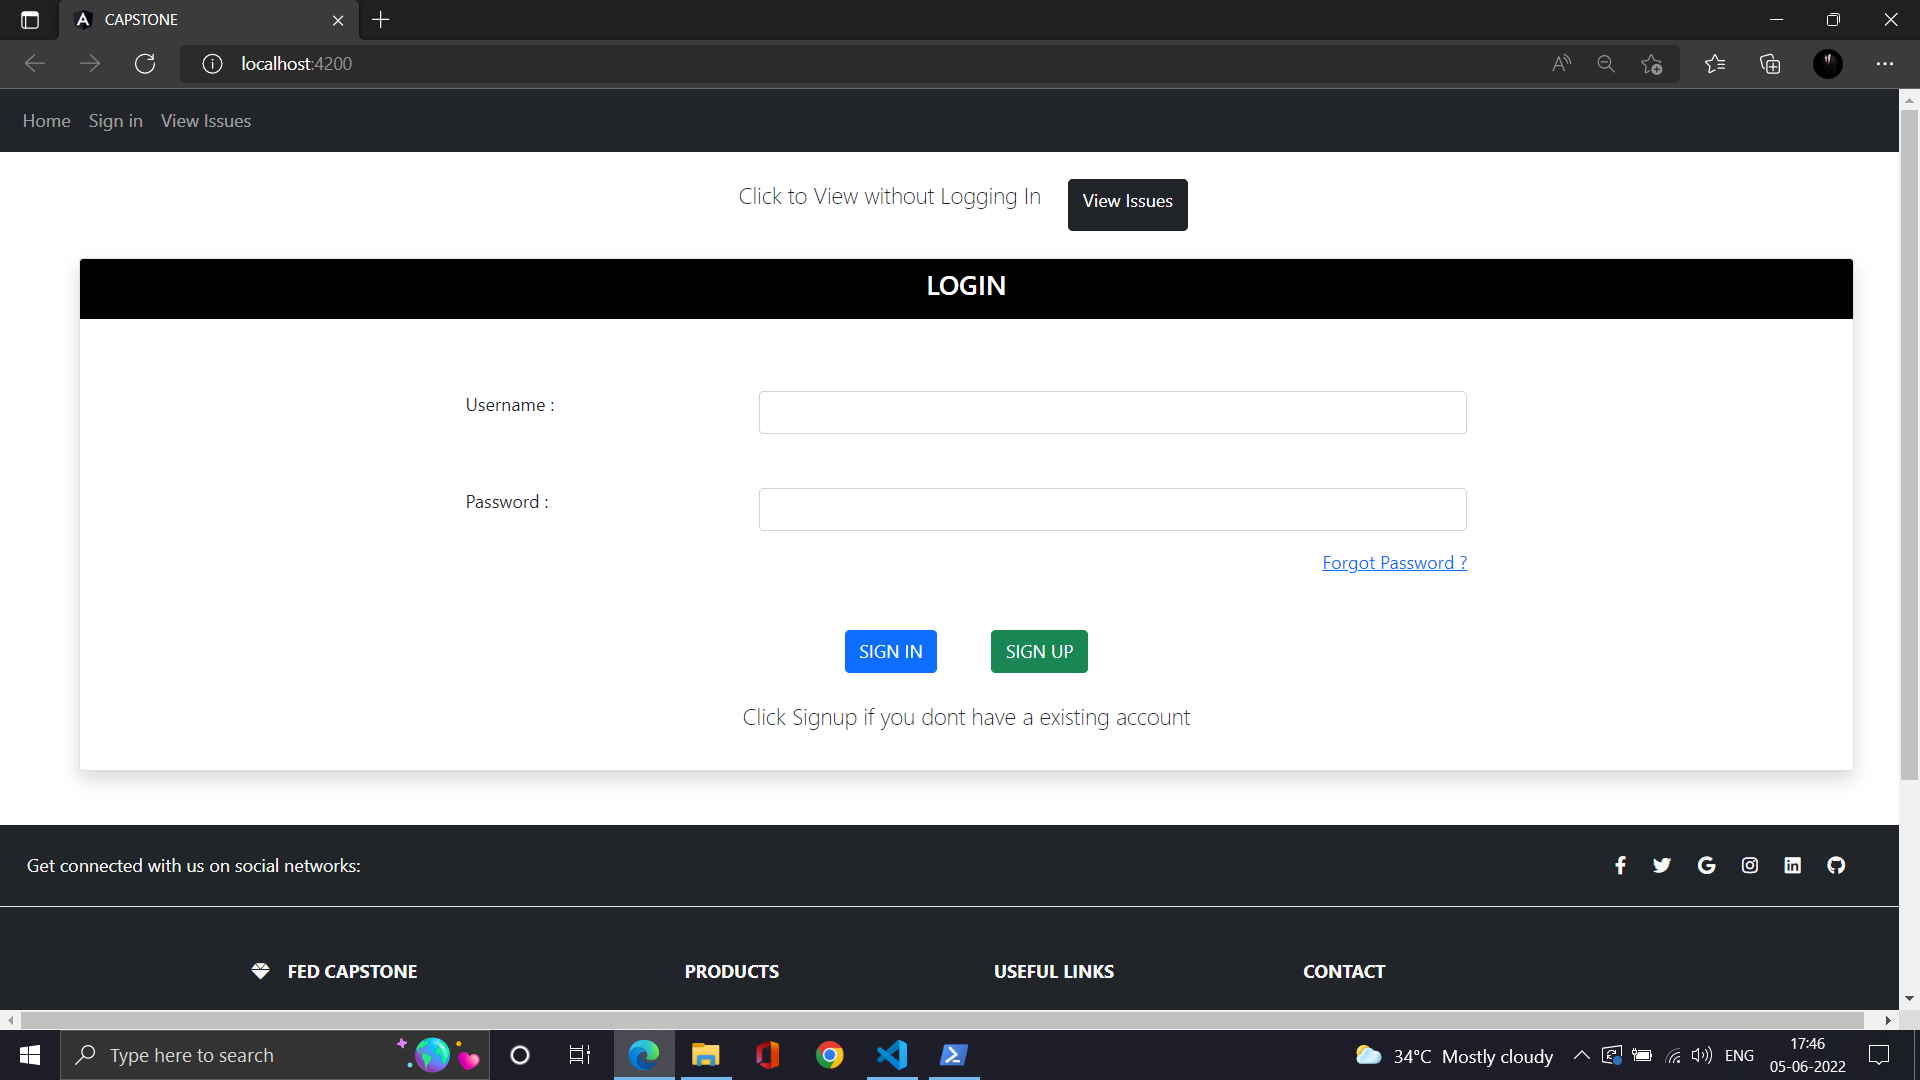 CAPSTONE
localhost:4200
Home Sign in View Issues
Click to View without Logging In View Issues
LOGIN
Username :
Password :
Forgot Password ?
SIGN IN SIGN UP
Click Signup if you dont have a existing account
Get connected with us on social networks:
FED CAPSTONE PRODUCTS USEFUL LINKS CONTACT
Type here to search
34°C Mostly cloudy
ENG
17:46
05-06-2022